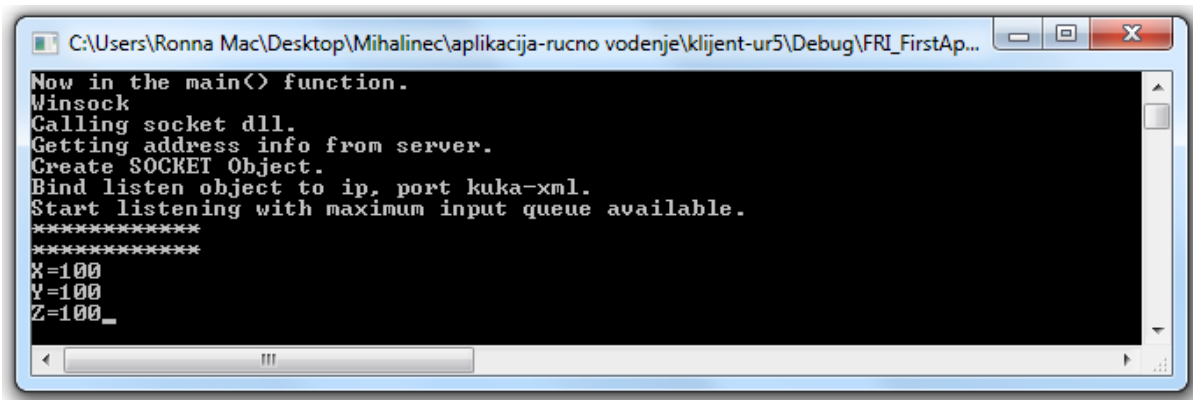 C:\Users\Ronna Mac\Desktop\Mihalinec\aplikacija-rucno vodenje\klijent-ur5\Debug\FRI_FirstAp...
Now in the main() function.
Winsock
Calling socket dll.
Getting address info from server.
Create SOCKET Object.
Bind listen object to ip, port kuka-xml.
Start listening with maximum input queue available.
************
************
X=100
Y=100
Z=100_